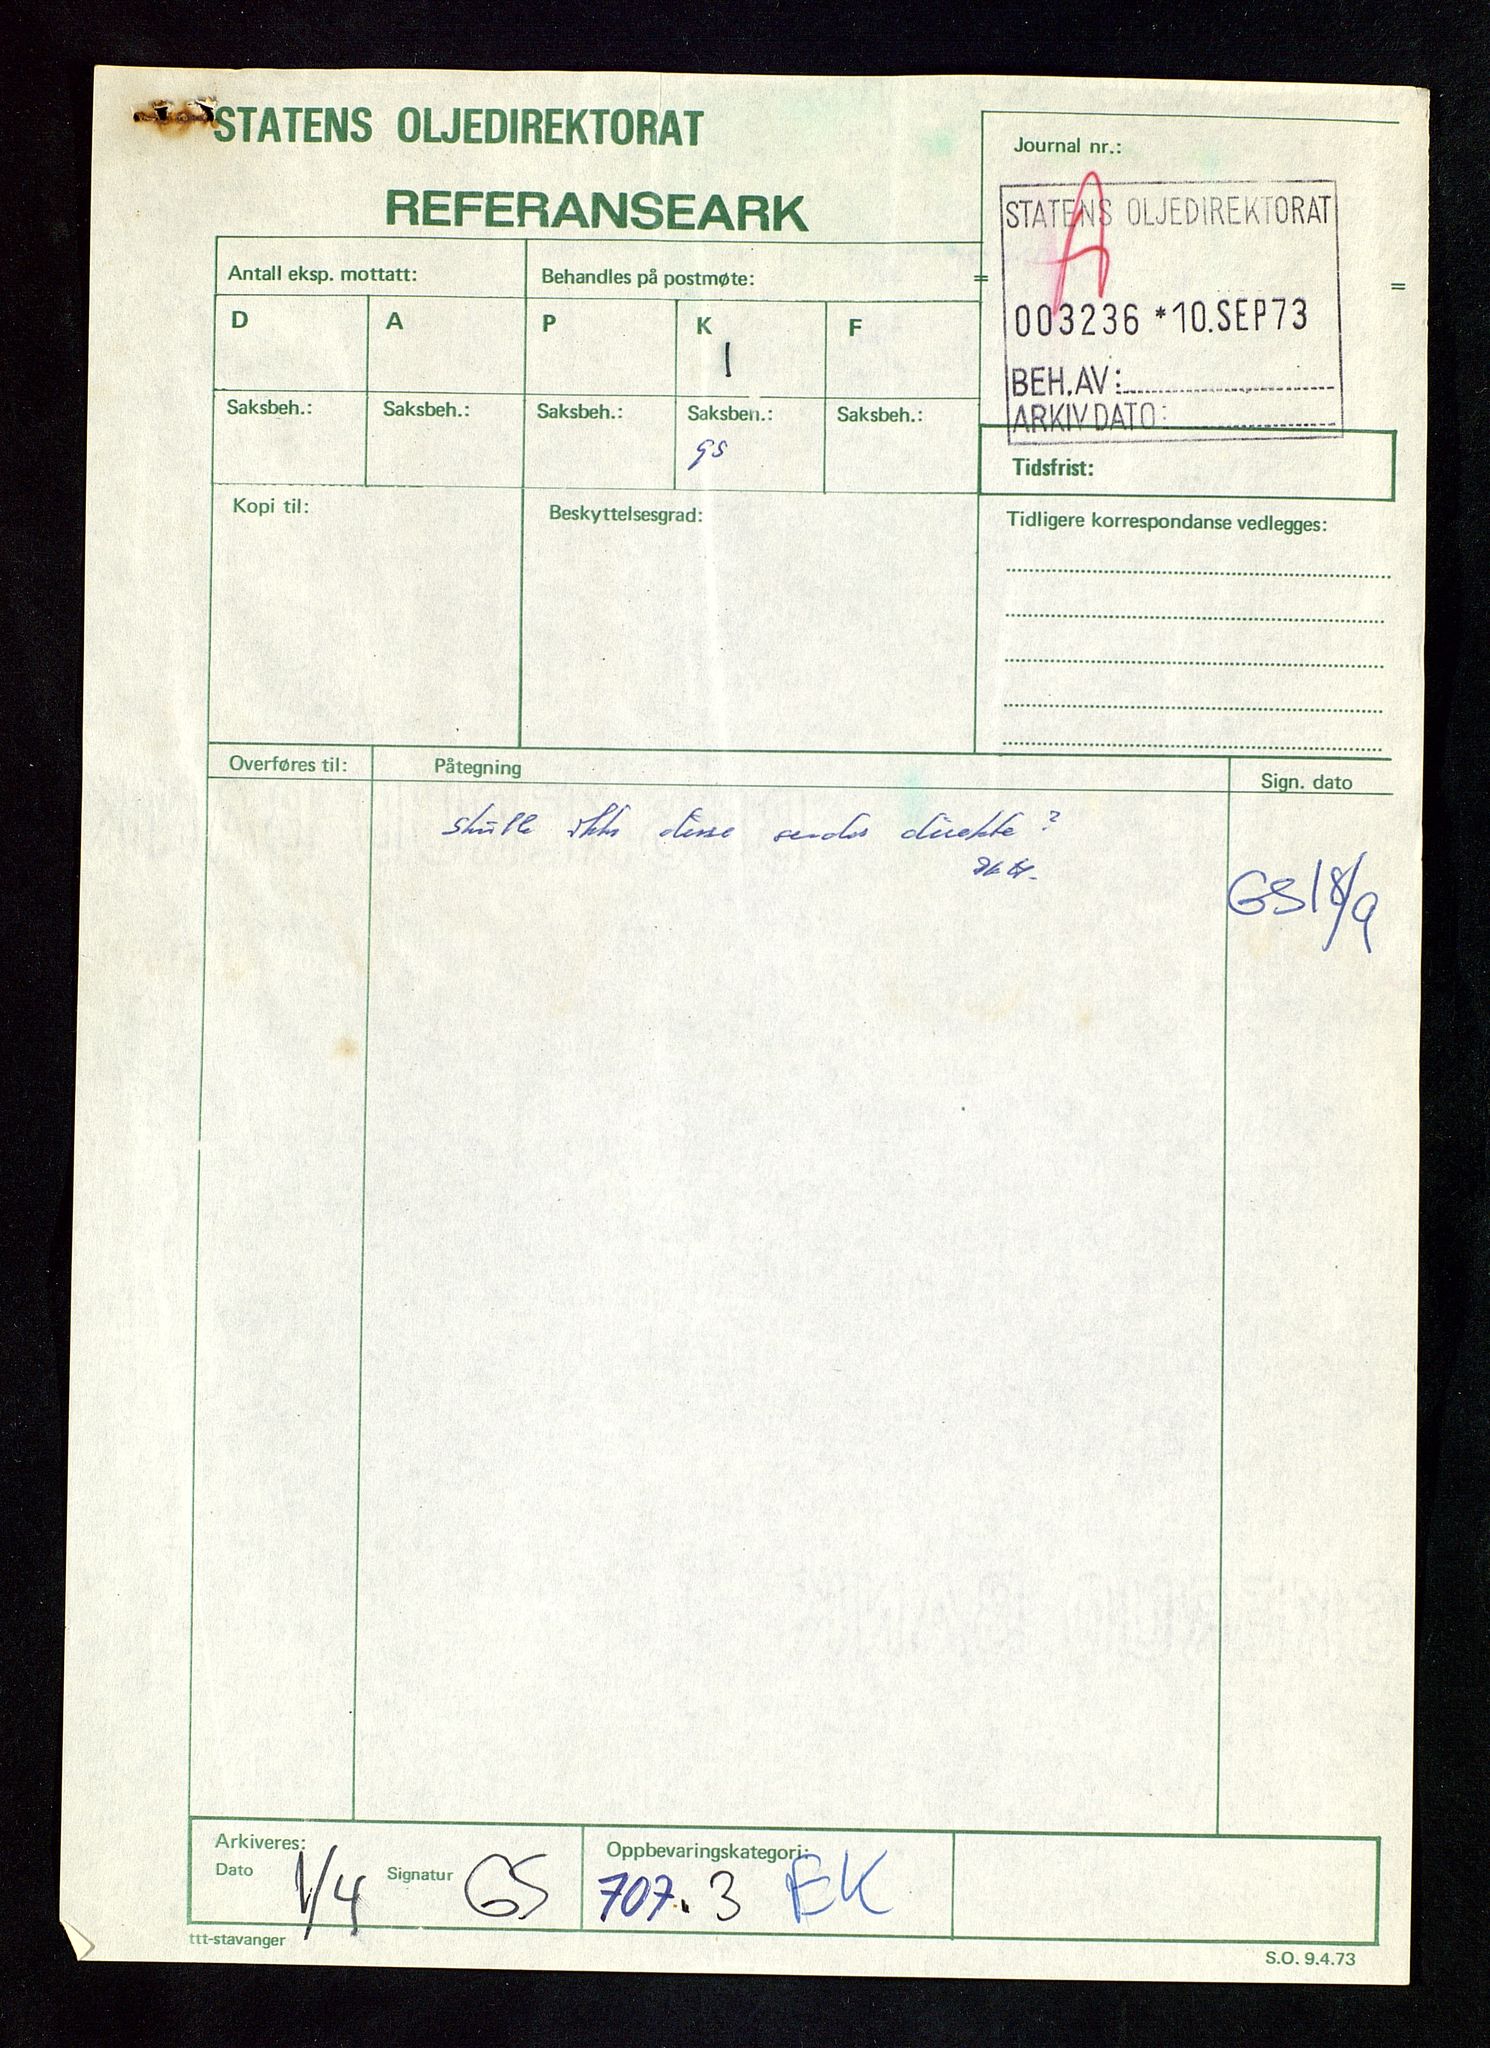 STATENS OLJEDIREKTORAT
REFERANSEARK
Journal nr.:
A
STATENS OLJEDIREKTORAT
003236 *10.SEP73
BEH.AV:
ARKIVDATO:
Antall eksp. mottatt:
Behandles på postmøte:
=
=
D A P K F
1
Saksbeh.: Saksbeh.: Saksbeh.: Saksbeh.: Saksbeh.:
gs
Tidsfrist:
Kopi til:
Beskyttelsesgrad:
Tidligere korrespondanse vedlegges:
Overføres til: Påtegning Sign. dato
skulle ikke disse sendes direkte?
GS 18/9
Arkiveres:
Dato 1/4 Signatur GS
Oppbevaringskategori:
707.3 EK
ttt-stavanger
S.O. 9.4.73